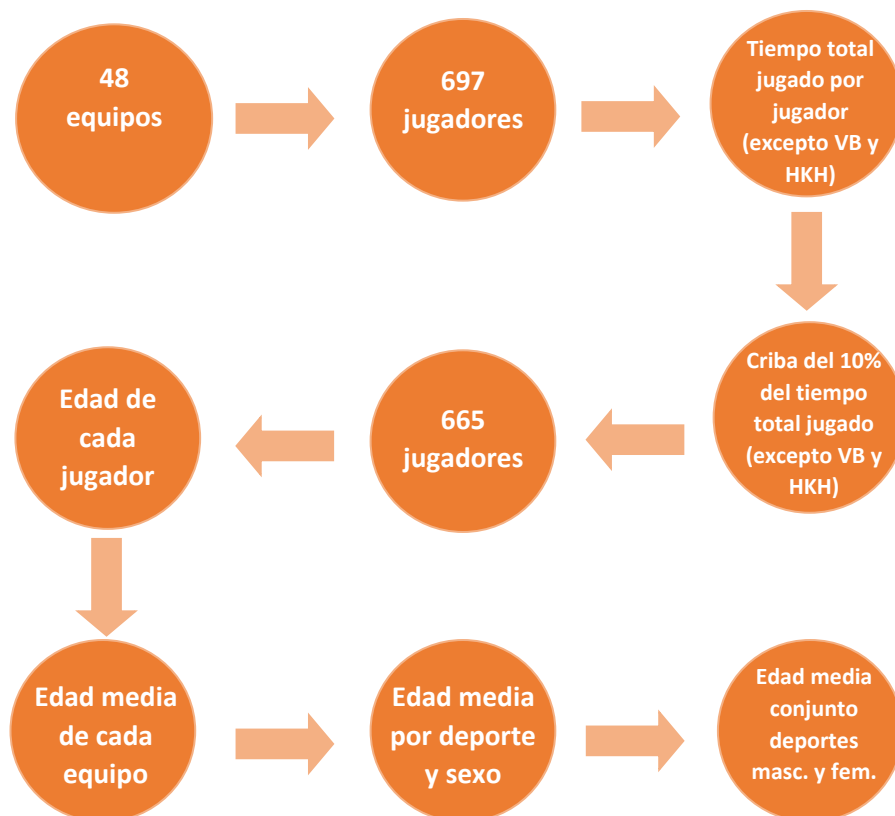 48
equipos
697
jugadores
Tiempo total
jugado por
jugador
(excepto VB y
HKH)
Criba del 10%
del tiempo
total jugado
(excepto VB y
HKH)
665
jugadores
Edad de
cada
jugador
Edad media
de cada
equipo
Edad media
por deporte
y sexo
Edad media
conjunto
deportes
masc. y fem.